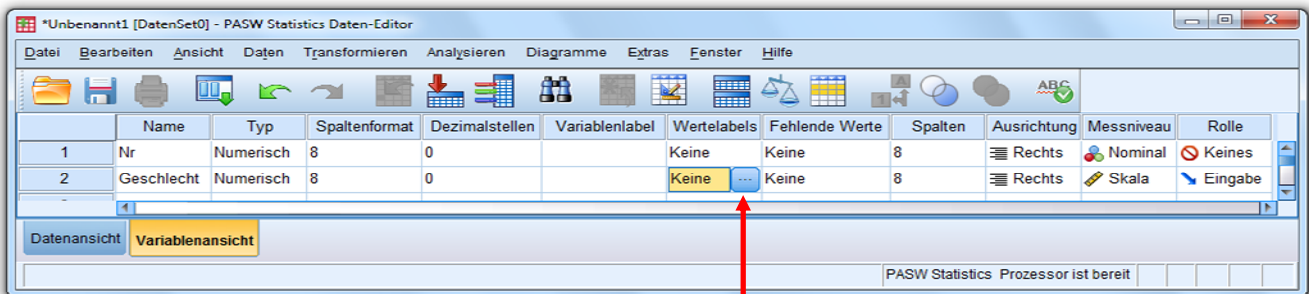 *Unbenannt1 [DatenSet0] - PASW Statistics Daten-Editor
Datei Bearbeiten Ansicht Daten Transformieren Analysieren Diagramme Extras Fenster Hilfe
A
1 4
ABC
Name Typ Spaltenformat Dezimalstellen Variablenlabel Wertelabels Fehlende Werte Spalten Ausrichtung Messniveau Rolle
1 Nr Numerisch 8 0 Keine Keine 8 Rechts Nominal Keines
2 Geschlecht Numerisch 8 0 Keine ... Keine 8 Rechts Skala Eingabe
Datenansicht Variablenansicht
PASW Statistics Prozessor ist bereit